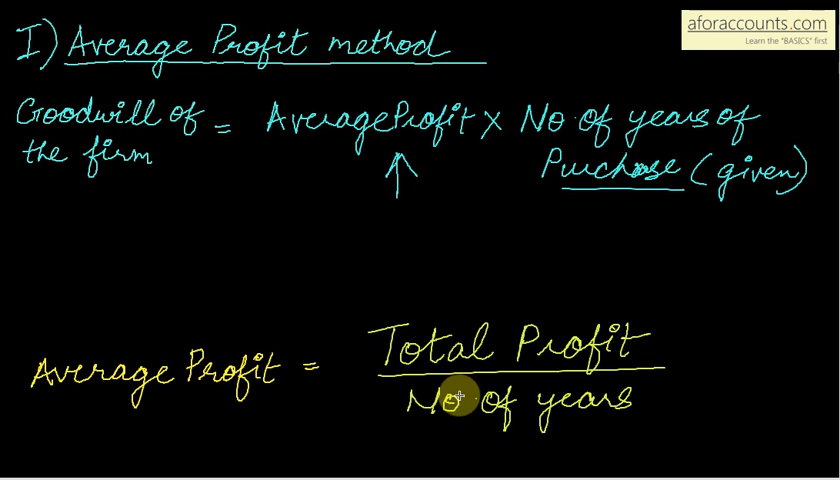 aforaccounts.com
Learn the "BASICS" first
I) Average Profit method
Goodwill of = Average Profit × No. of years of
the firm Purchase (given)
Average Profit = Total Profit
No. of years